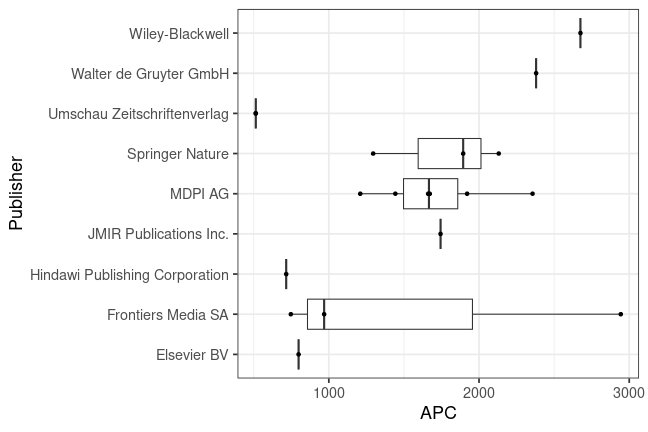 Publisher
Wiley-Blackwell
Walter de Gruyter GmbH
Umschau Zeitschriftenverlag
Springer Nature
MDPI AG
JMIR Publications Inc.
Hindawi Publishing Corporation
Frontiers Media SA
Elsevier BV
1000 2000 3000
APC